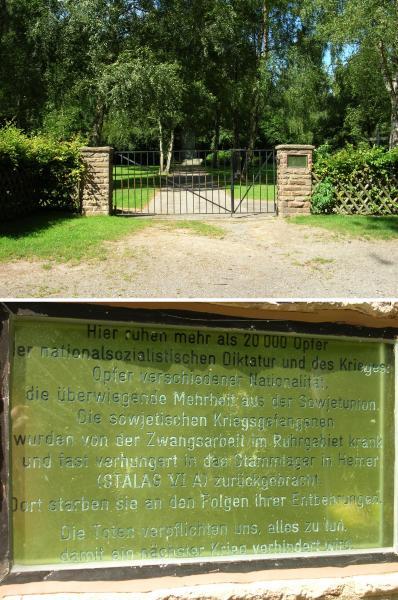 Hier ruhen mehr als 20 000 Opfer
der nationalsozialistischen Diktatur und des Krieges.
Opfer verschiedener Nationalität,
die überwiegende Mehrheit aus der Sowjetunion.
Die sowjetischen Kriegsgefangenen
wurden von der Zwangsarbeit im Ruhrgebiet krank
und fast verhungert in das Stammlager in Hemer
(STALAG VI A) zurückgebracht.
Dort starben sie an den Folgen ihrer Entbehrungen.
Die Toten verpflichten uns, alles zu tun,
damit ein nächster Krieg verhindert wird.